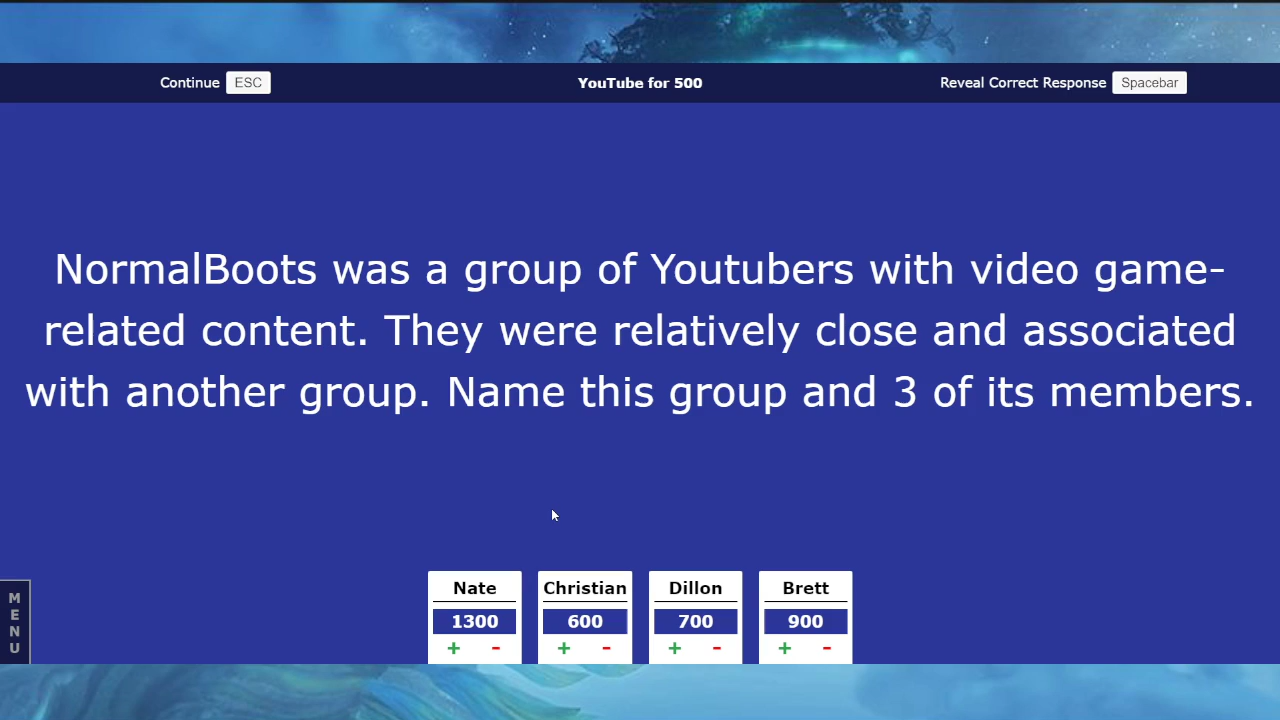 Continue ESC YouTube for 500 Reveal Correct Response Spacebar
NormalBoots was a group of Youtubers with video game-
related content. They were relatively close and associated
with another group. Name this group and 3 of its members.
MENU
Nate Christian Dillon Brett
1300 600 700 900
+ - + - + - + -